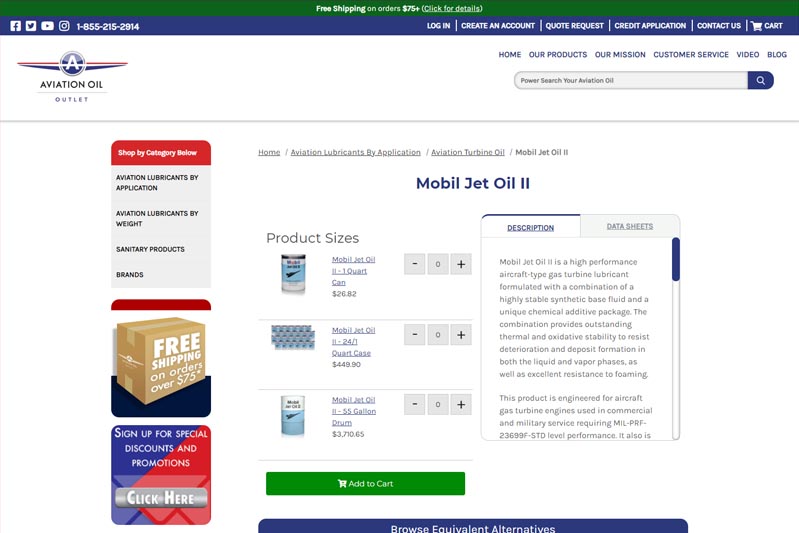 Free Shipping on orders $75+ (Click for details)
1-855-215-2914
LOG IN
CREATE AN ACCOUNT
QUOTE REQUEST
CREDIT APPLICATION
CONTACT US
CART
A
AVIATION OIL
OUTLET
HOME
OUR PRODUCTS
OUR MISSION
CUSTOMER SERVICE
VIDEO
BLOG
Power Search Your Aviation Oil
Shop by Category Below
AVIATION LUBRICANTS BY
APPLICATION
AVIATION LUBRICANTS BY
WEIGHT
SANITARY PRODUCTS
BRANDS
FREE
SHIPPING
on orders
over $75*
SIGN UP FOR SPECIAL
DISCOUNTS AND
PROMOTIONS
CLICK HERE
Home / Aviation Lubricants By Application / Aviation Turbine Oil / Mobil Jet Oil II
Mobil Jet Oil II
Product Sizes
Mobil Jet Oil
II - 1 Quart
Can
$26.82
- 0 +
Mobil Jet Oil
II - 24/1
Quart Case
$449.90
- 0 +
Mobil
Jet Oil II
Mobil Jet Oil
II - 55 Gallon
Drum
$3,710.65
- 0 +
Add to Cart
DESCRIPTION
DATA SHEETS
Mobil Jet Oil II is a high performance
aircraft-type gas turbine lubricant
formulated with a combination of a
highly stable synthetic base fluid and a
unique chemical additive package. The
combination provides outstanding
thermal and oxidative stability to resist
deterioration and deposit formation in
both the liquid and vapor phases, as
well as excellent resistance to foaming.
This product is engineered for aircraft
gas turbine engines used in commercial
and military service requiring MIL-PRF-
23699F-STD level performance. It also is
Browse Equivalent Alternatives